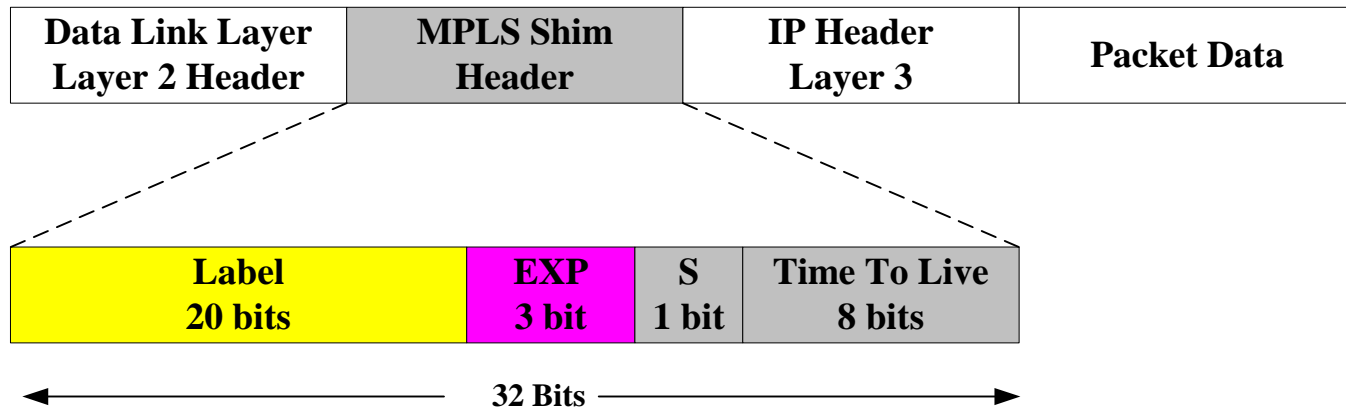 Data Link Layer
Layer 2 Header
MPLS Shim
Header
IP Header
Layer 3
Packet Data
Label
20 bits
EXP
3 bit
S
1 bit
Time To Live
8 bits
32 Bits